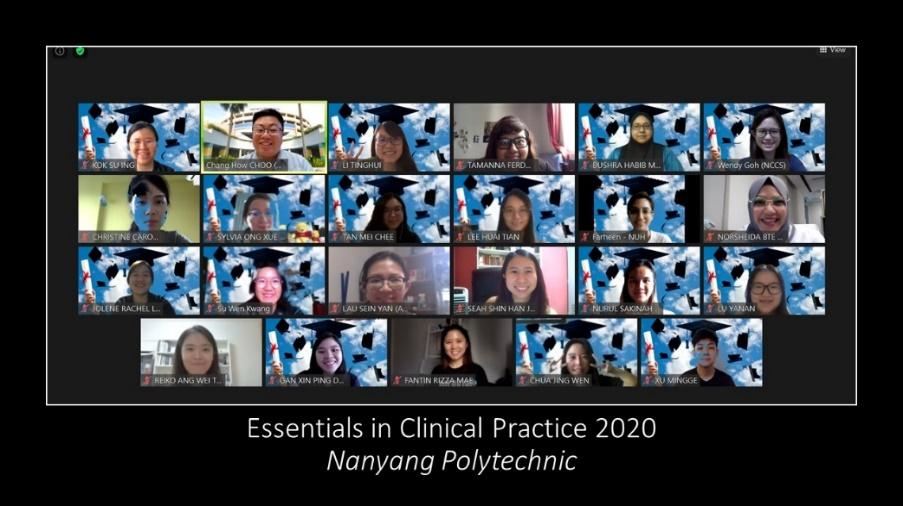 View
KOK SU ING
Chang How CHOO (...
LI TINGHUI
TAMANNA FERD...
BUSHRA HABIB M...
Wendy Goh (NCCS)
CHRISTINE CARO...
SYLVIA ONG XUE ...
TAN MEI CHEE
LEE HUAI TIAN
Farheen - NUH
NORSHEIDA BTE ...
JOLENE RACHEL L...
Su Wen Kwang
LAU SEIN YAN (A...
SEAH SHIN HAN J...
NURUL SAKINAH
LU YANAN
REIKO ANG WEI T...
GAN XIN PING D...
FANTIN RIZZA MAE
CHUA JING WEN
XU MINGGE
Essentials in Clinical Practice 2020
Nanyang Polytechnic